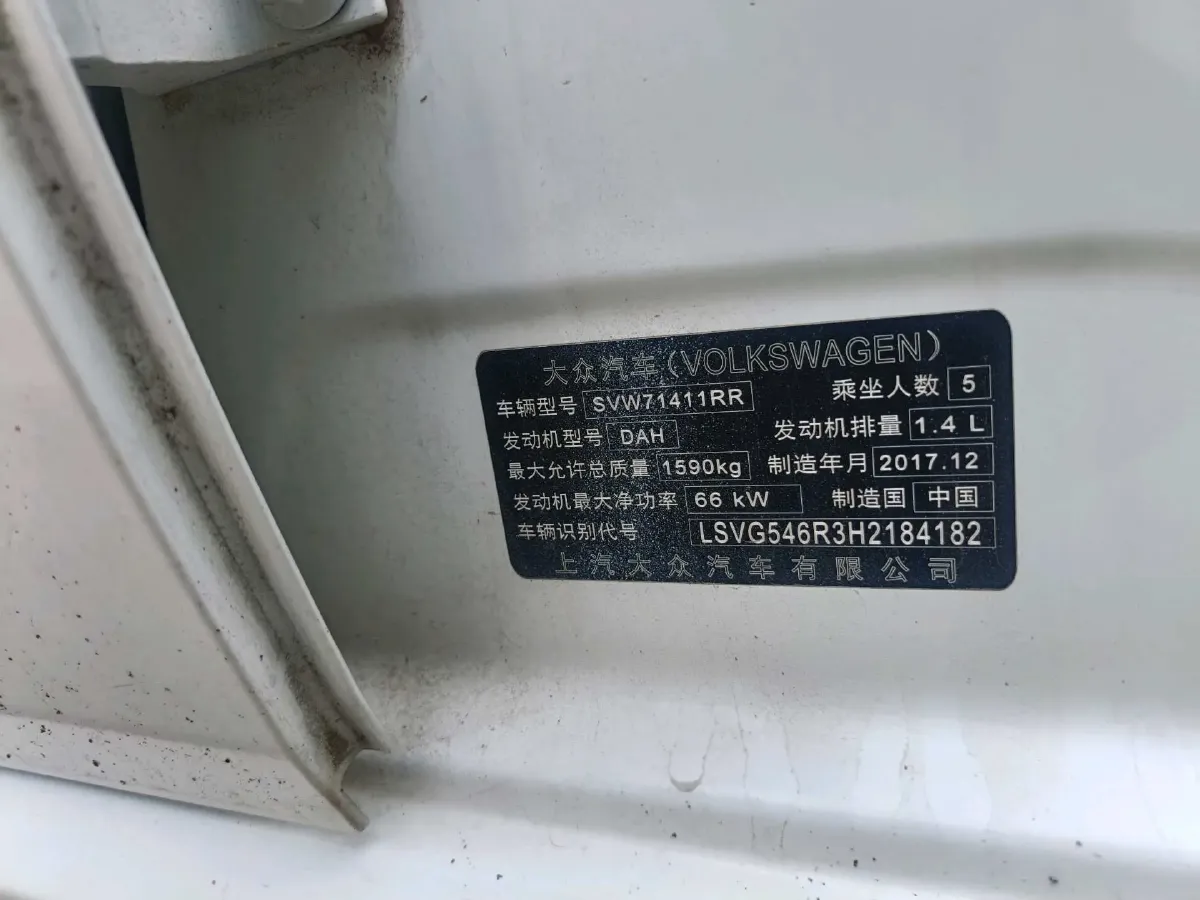 大众汽车(VOLKSWAGEN)
车辆型号 SVW71411RR 乘坐人数 5
发动机型号 DAH 发动机排量 1.4 L
最大允许总质量 1590kg 制造年月 2017.12
发动机最大净功率 66 kW 制造国 中国
车辆识别代号 LSVG546R3H2184182
上汽大众汽车有限公司